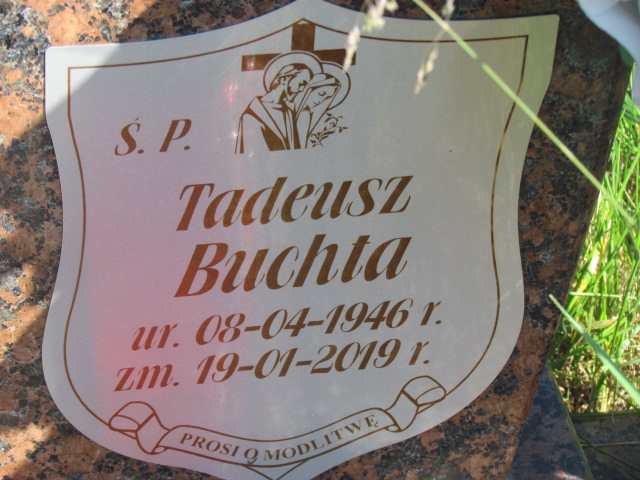 Ś. P.
Tadeusz
Buchta
ur. 08-04-1946 r.
zm. 19-01-2019 r.
PROSI O MODLITWĘ